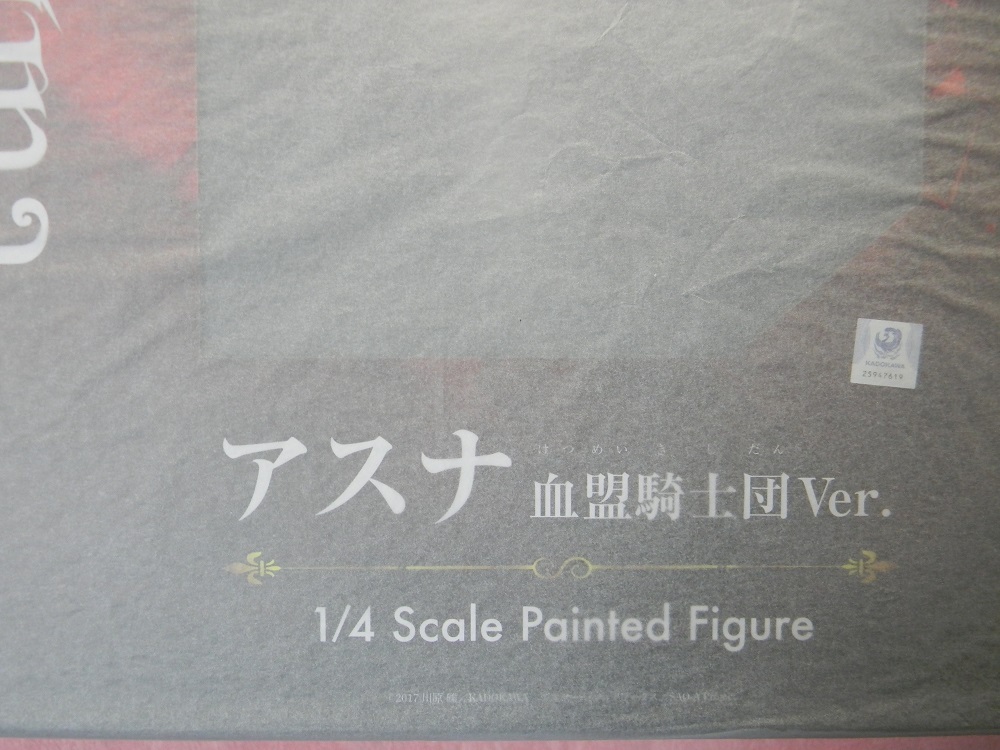 KADOKAWA
Z5947619
けつめいきしだん
アスナ 血盟騎士団Ver.
1/4 Scale Painted Figure